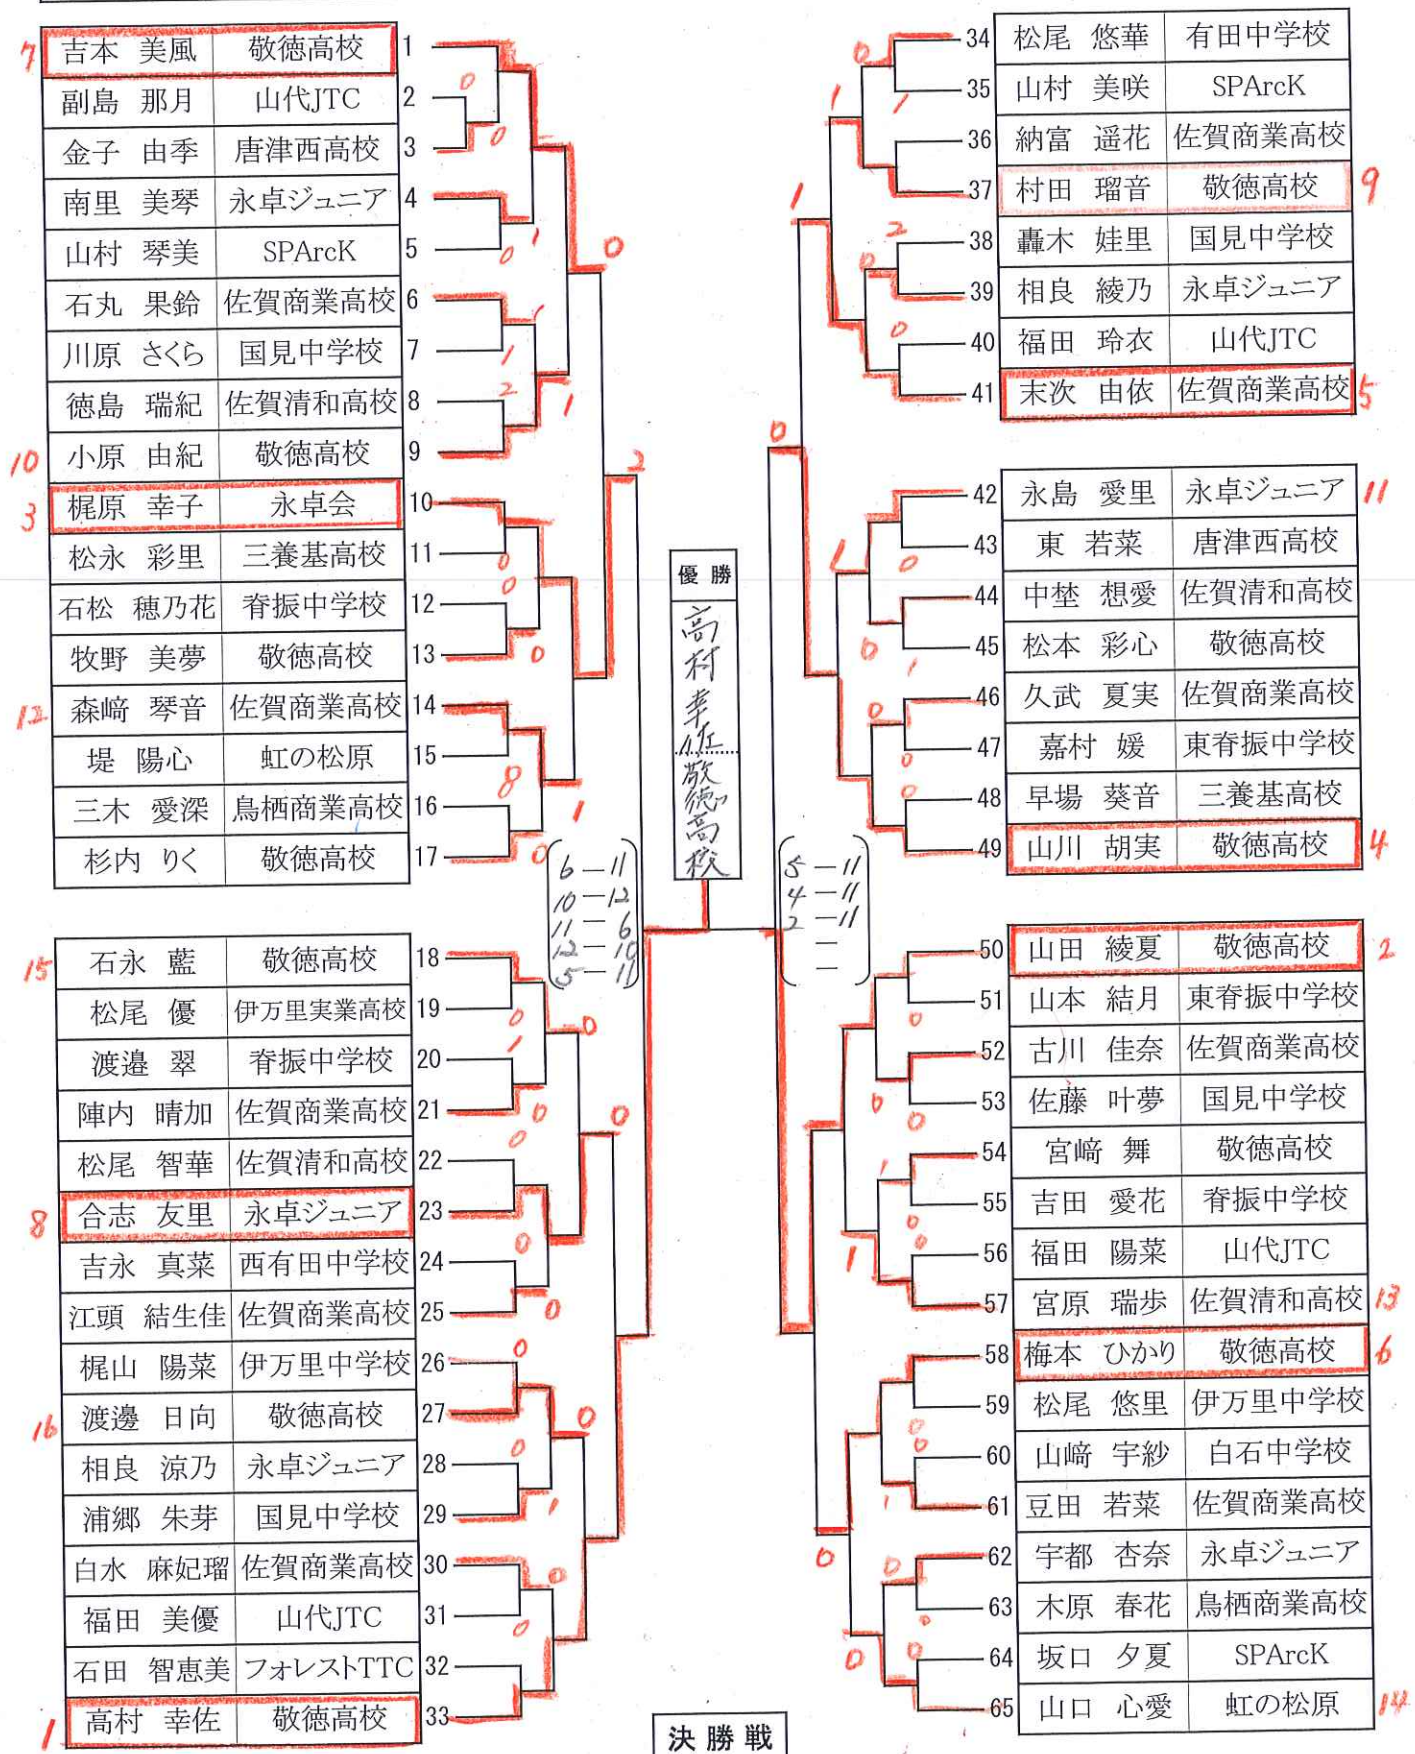 7 吉本 美風 敬徳高校 1
副島 那月 山代JTC 2
金子 由季 唐津西高校 3
南里 美琴 永卓ジュニア 4
山村 琴美 SPArcK 5
石丸 果鈴 佐賀商業高校 6
川原 さくら 国見中学校 7
徳島 瑞紀 佐賀清和高校 8
10 小原 由紀 敬徳高校 9
3 梶原 幸子 永卓会 10
松永 彩里 三養基高校 11
石松 穂乃花 脊振中学校 12
牧野 美夢 敬徳高校 13
12 森﨑 琴音 佐賀商業高校 14
堤 陽心 虹の松原 15
三木 愛深 鳥栖商業高校 16
杉内 りく 敬徳高校 17
15 石永 藍 敬徳高校 18
松尾 優 伊万里実業高校 19
渡邉 翠 脊振中学校 20
陣内 晴加 佐賀商業高校 21
松尾 智華 佐賀清和高校 22
8 合志 友里 永卓ジュニア 23
吉永 真菜 西有田中学校 24
江頭 結生佳 佐賀商業高校 25
梶山 陽菜 伊万里中学校 26
16 渡邊 日向 敬徳高校 27
相良 涼乃 永卓ジュニア 28
浦郷 朱芽 国見中学校 29
白水 麻妃瑠 佐賀商業高校 30
福田 美優 山代JTC 31
石田 智恵美 フォレストTTC 32
1 高村 幸佐 敬徳高校 33
優勝
高村幸佐
敬徳高校
6 — 11
10 — 12
11 — 6
12 — 10
5 — 11
5 — 11
4 — 11
2 — 11
—
—
決勝戦
34 松尾 悠華 有田中学校
35 山村 美咲 SPArcK
36 納富 遥花 佐賀商業高校
37 村田 瑠音 敬徳高校 9
38 轟木 娃里 国見中学校
39 相良 綾乃 永卓ジュニア
40 福田 玲衣 山代JTC
41 末次 由依 佐賀商業高校 5
42 永島 愛里 永卓ジュニア 11
43 東 若菜 唐津西高校
44 中埜 想愛 佐賀清和高校
45 松本 彩心 敬徳高校
46 久武 夏実 佐賀商業高校
47 嘉村 媛 東脊振中学校
48 早場 葵音 三養基高校
49 山川 胡実 敬徳高校 4
50 山田 綾夏 敬徳高校 2
51 山本 結月 東脊振中学校
52 古川 佳奈 佐賀商業高校
53 佐藤 叶夢 国見中学校
54 宮﨑 舞 敬徳高校
55 吉田 愛花 脊振中学校
56 福田 陽菜 山代JTC
57 宮原 瑞歩 佐賀清和高校 13
58 梅本 ひかり 敬徳高校 6
59 松尾 悠里 伊万里中学校
60 山﨑 宇紗 白石中学校
61 豆田 若菜 佐賀商業高校
62 宇都 杏奈 永卓ジュニア
63 木原 春花 鳥栖商業高校
64 坂口 夕夏 SPArcK
65 山口 心愛 虹の松原 14